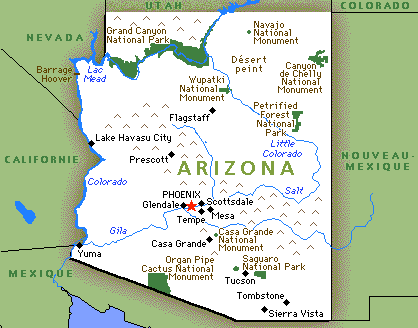 UTAH
COLORADO
NEVADA
Grand Canyon
National Park
Navajo
National
Monument
Désert
peint
Canyon
de Chelly
National
Monument
Barrage
Hoover
Lac
Mead
Wupatki
National
Monument
Flagstaff
Petrified
Forest
National
Park
Lake Havasu City
Little
Colorado
CALIFORNIE
Prescott
ARIZONA
NOUVEAU-
MEXIQUE
Colorado
Salt
PHOENIX
Scottsdale
Glendale
Mesa
Tempe
Gila
Casa Grande
National
Monument
Casa Grande
Yuma
MEXIQUE
Organ Pipe
Cactus National
Monument
Saguaro
National Park
Tucson
Tombstone
Sierra Vista